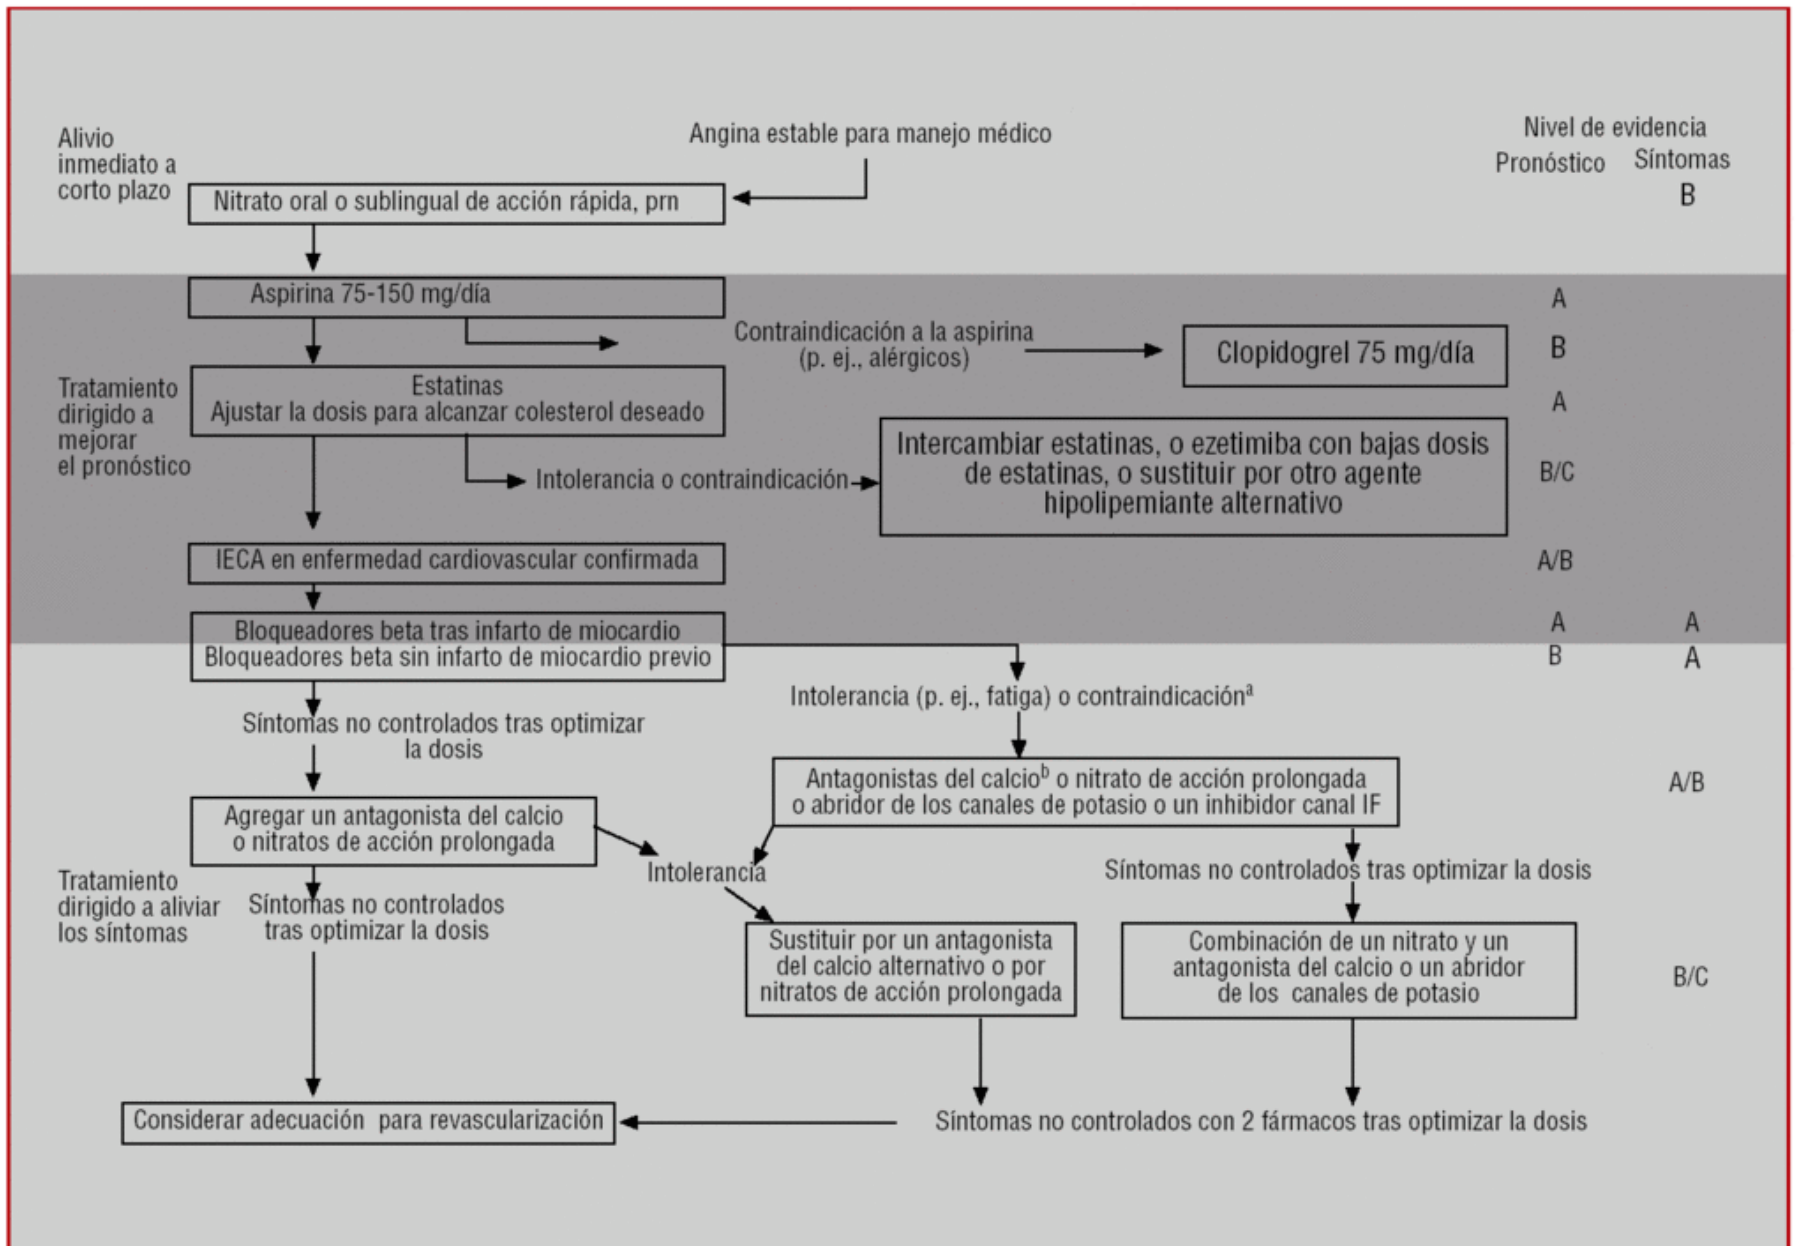 Alivio
inmediato a
corto plazo
Angina estable para manejo médico
Nivel de evidencia
Pronóstico
Síntomas
B
Nitrato oral o sublingual de acción rápida, prn
Aspirina 75-150 mg/día
A
Contraindicación a la aspirina
(p. ej., alérgicos)
Clopidogrel 75 mg/día
B
Tratamiento
dirigido a
mejorar
el pronóstico
Estatinas
Ajustar la dosis para alcanzar colesterol deseado
A
Intolerancia o contraindicación
Intercambiar estatinas, o ezetimiba con bajas dosis
de estatinas, o sustituir por otro agente
hipolipemiante alternativo
B/C
IECA en enfermedad cardiovascular confirmada
A/B
Bloqueadores beta tras infarto de miocardio
A
A
Bloqueadores beta sin infarto de miocardio previo
B
A
Intolerancia (p. ej., fatiga) o contraindicaciónª
Síntomas no controlados tras optimizar
la dosis
Antagonistas del calcioᵇ o nitrato de acción prolongada
o abridor de los canales de potasio o un inhibidor canal IF
A/B
Agregar un antagonista del calcio
o nitratos de acción prolongada
Intolerancia
Síntomas no controlados tras optimizar la dosis
Tratamiento
dirigido a aliviar
los síntomas
Síntomas no controlados
tras optimizar la dosis
Sustituir por un antagonista
del calcio alternativo o por
nitratos de acción prolongada
Combinación de un nitrato y un
antagonista del calcio o un abridor
de los canales de potasio
B/C
Considerar adecuación para revascularización
Síntomas no controlados con 2 fármacos tras optimizar la dosis